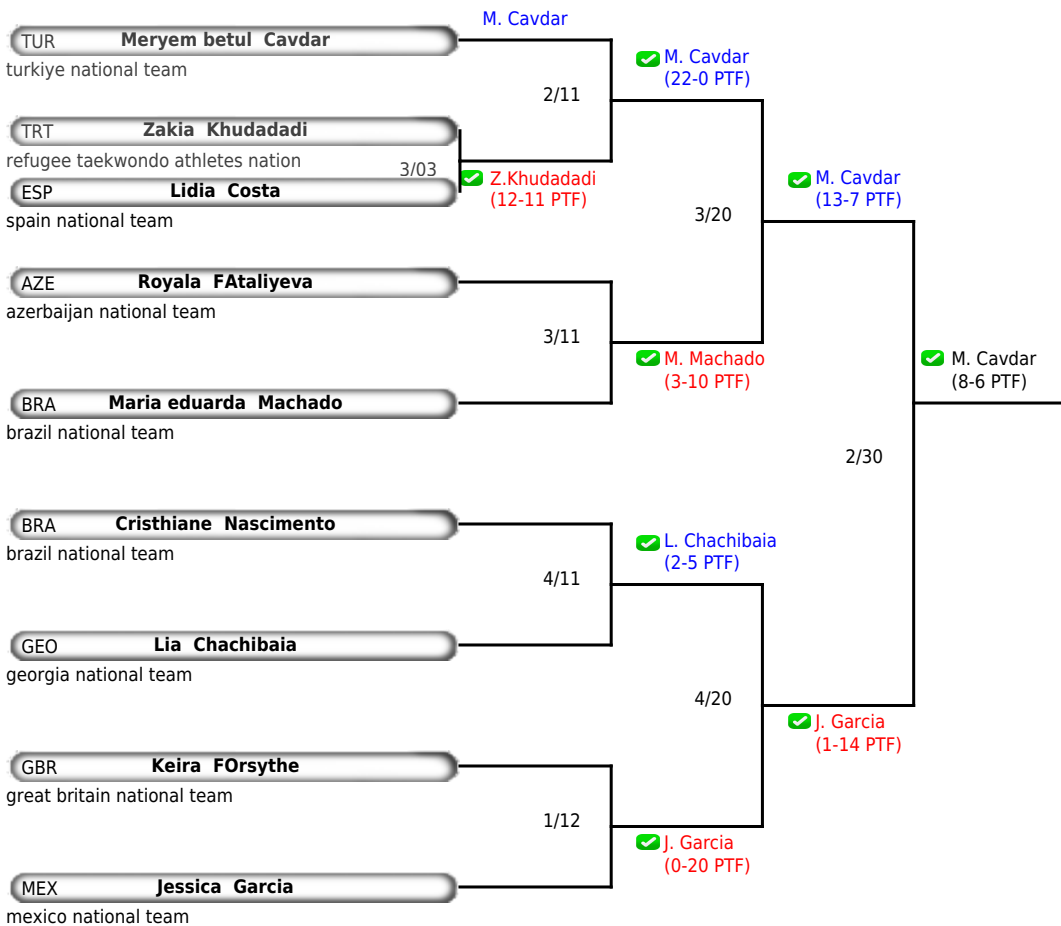 M. Cavdar
TUR Meryem betul Cavdar
turkiye national team
M. Cavdar
(22-0 PTF)
2/11
TRT Zakia Khudadadi
refugee taekwondo athletes nation
3/03
Z.Khudadadi
(12-11 PTF)
ESP Lidia Costa
spain national team
M. Cavdar
(13-7 PTF)
3/20
AZE Royala FAtaliyeva
azerbaijan national team
3/11
M. Machado
(3-10 PTF)
M. Cavdar
(8-6 PTF)
BRA Maria eduarda Machado
brazil national team
2/30
BRA Cristhiane Nascimento
brazil national team
L. Chachibaia
(2-5 PTF)
4/11
GEO Lia Chachibaia
georgia national team
4/20
J. Garcia
(1-14 PTF)
GBR Keira FOrsythe
great britain national team
1/12
J. Garcia
(0-20 PTF)
MEX Jessica Garcia
mexico national team